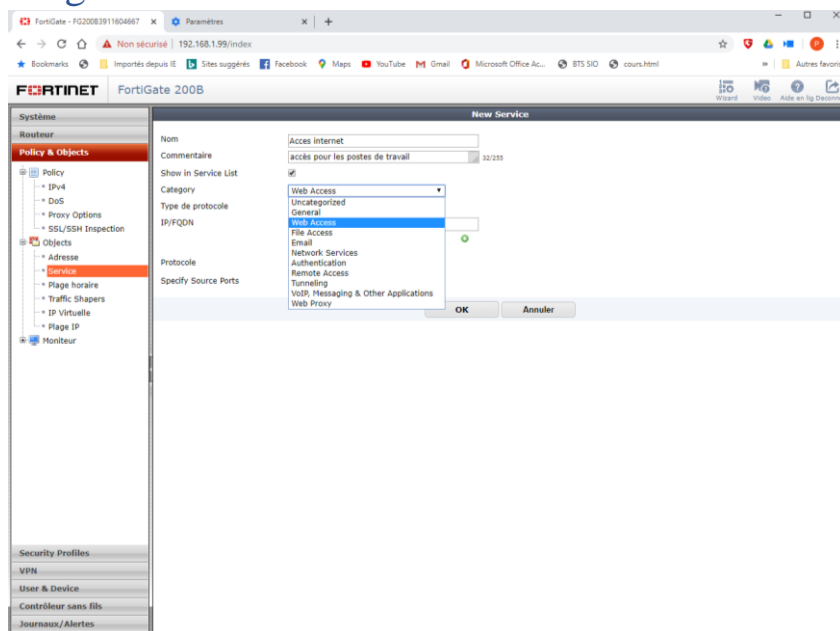 FortiGate - FG200B3911604667
Paramètres
Non sécurisé | 192.168.1.99/index
Bookmarks
Importés depuis IE
Sites suggérés
Facebook
Maps
YouTube
Gmail
Microsoft Office Ac...
BTS SIO
cours.html
»
Autres favoris
FORTINET
FortiGate 200B
Wizard
Video
Aide en lig
Deconn
Système
Routeur
Policy & Objects
Policy
IPv4
DoS
Proxy Options
SSL/SSH Inspection
Objects
Adresse
Service
Plage horaire
Traffic Shapers
IP Virtuelle
Plage IP
Moniteur
Security Profiles
VPN
User & Device
Contrôleur sans fils
Journaux/Alertes
New Service
Nom
Acces internet
Commentaire
accès pour les postes de travail
32/255
Show in Service List
Category
Web Access
Type de protocole
IP/FQDN
Protocole
Specify Source Ports
Uncategorized
General
Web Access
File Access
Email
Network Services
Authentication
Remote Access
Tunneling
VoIP, Messaging & Other Applications
Web Proxy
OK
Annuler